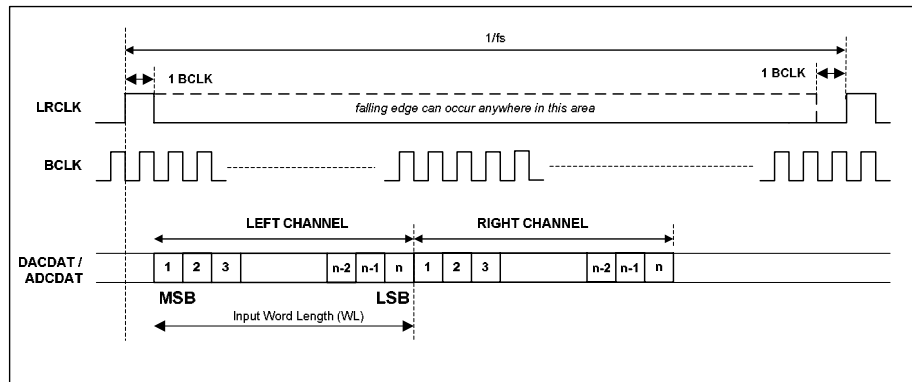 1/fs
1 BCLK
1 BCLK
LRCLK
falling edge can occur anywhere in this area
BCLK
LEFT CHANNEL
RIGHT CHANNEL
DACDAT /
ADCDAT
1 2 3 n-2 n-1 n 1 2 3 n-2 n-1 n
MSB LSB
Input Word Length (WL)